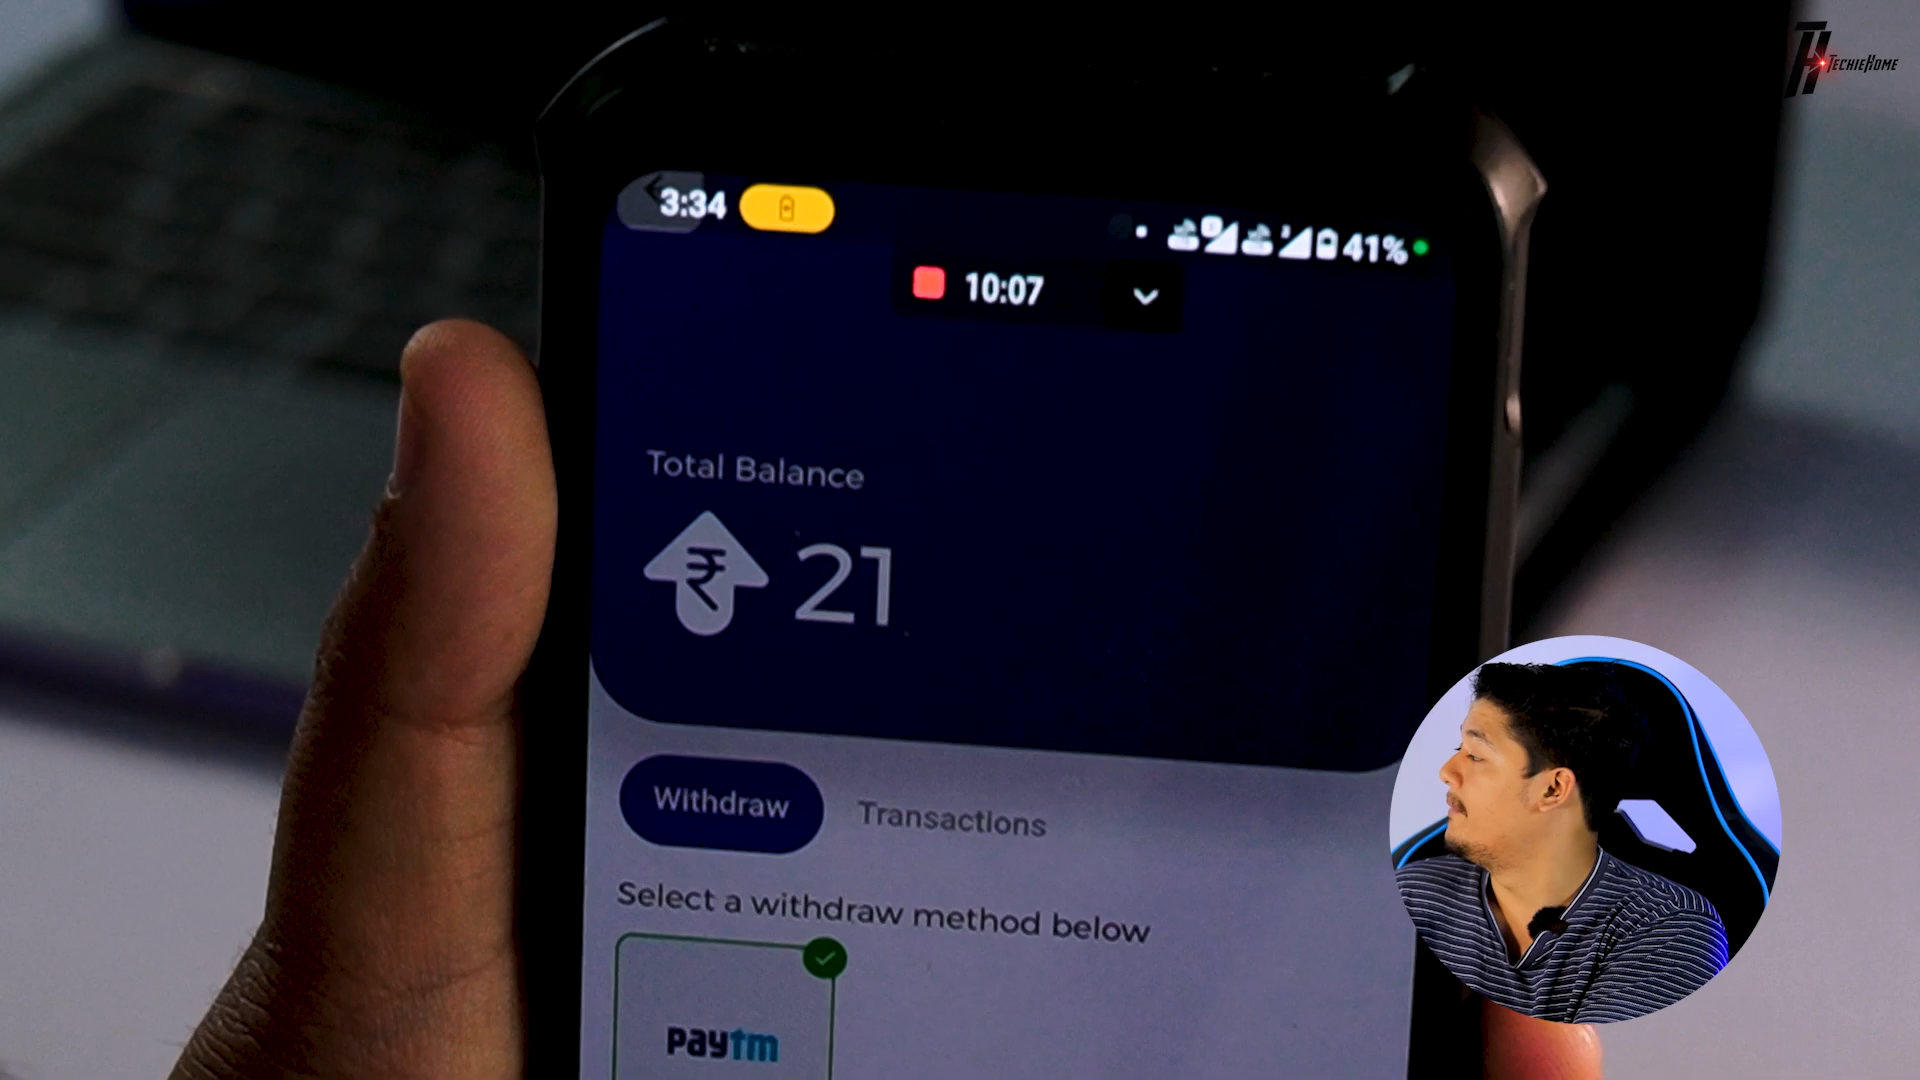 TECHIEHOME
3:34
41%
10:07
Total Balance
₹ 21
Withdraw
Transactions
Select a withdraw method below
paytm